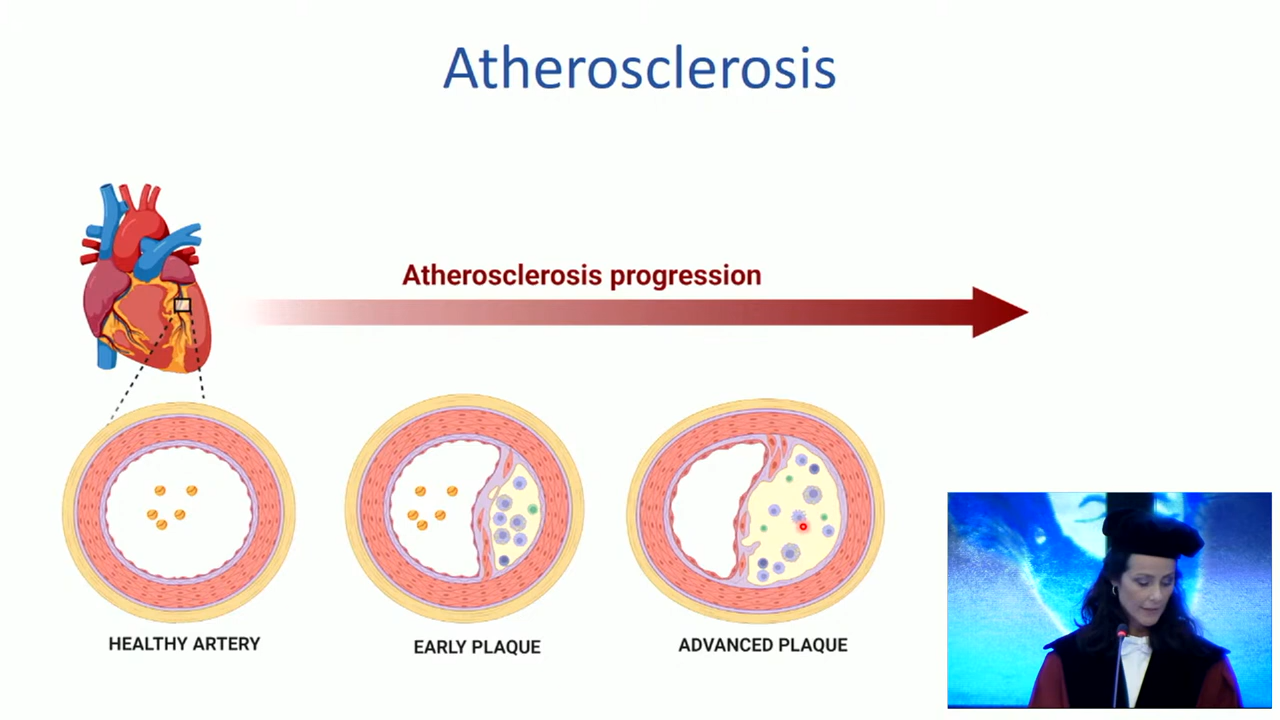 Atherosclerosis
Atherosclerosis progression
HEALTHY ARTERY
EARLY PLAQUE
ADVANCED PLAQUE